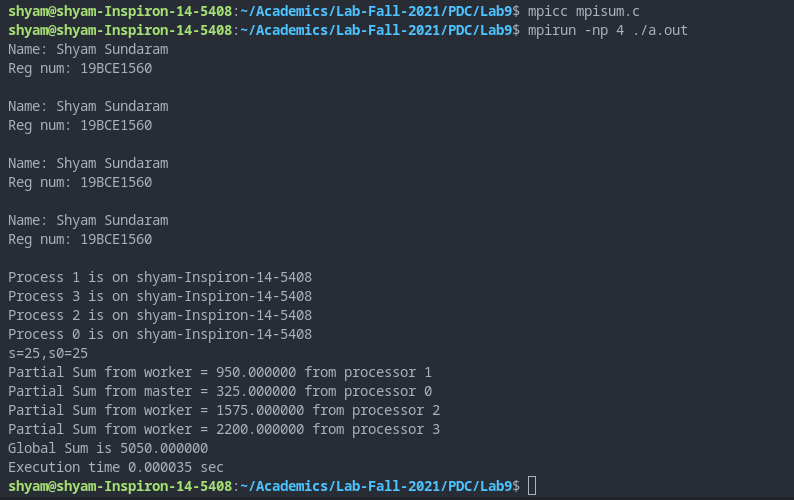 shyam@shyam-Inspiron-14-5408:~/Academics/Lab-Fall-2021/PDC/Lab9$ mpicc mpisum.c
shyam@shyam-Inspiron-14-5408:~/Academics/Lab-Fall-2021/PDC/Lab9$ mpirun -np 4 ./a.out
Name: Shyam Sundaram
Reg num: 19BCE1560
Name: Shyam Sundaram
Reg num: 19BCE1560
Name: Shyam Sundaram
Reg num: 19BCE1560
Name: Shyam Sundaram
Reg num: 19BCE1560
Process 1 is on shyam-Inspiron-14-5408
Process 3 is on shyam-Inspiron-14-5408
Process 2 is on shyam-Inspiron-14-5408
Process 0 is on shyam-Inspiron-14-5408
s=25,s0=25
Partial Sum from worker = 950.000000 from processor 1
Partial Sum from master = 325.000000 from processor 0
Partial Sum from worker = 1575.000000 from processor 2
Partial Sum from worker = 2200.000000 from processor 3
Global Sum is 5050.000000
Execution time 0.000035 sec
shyam@shyam-Inspiron-14-5408:~/Academics/Lab-Fall-2021/PDC/Lab9$